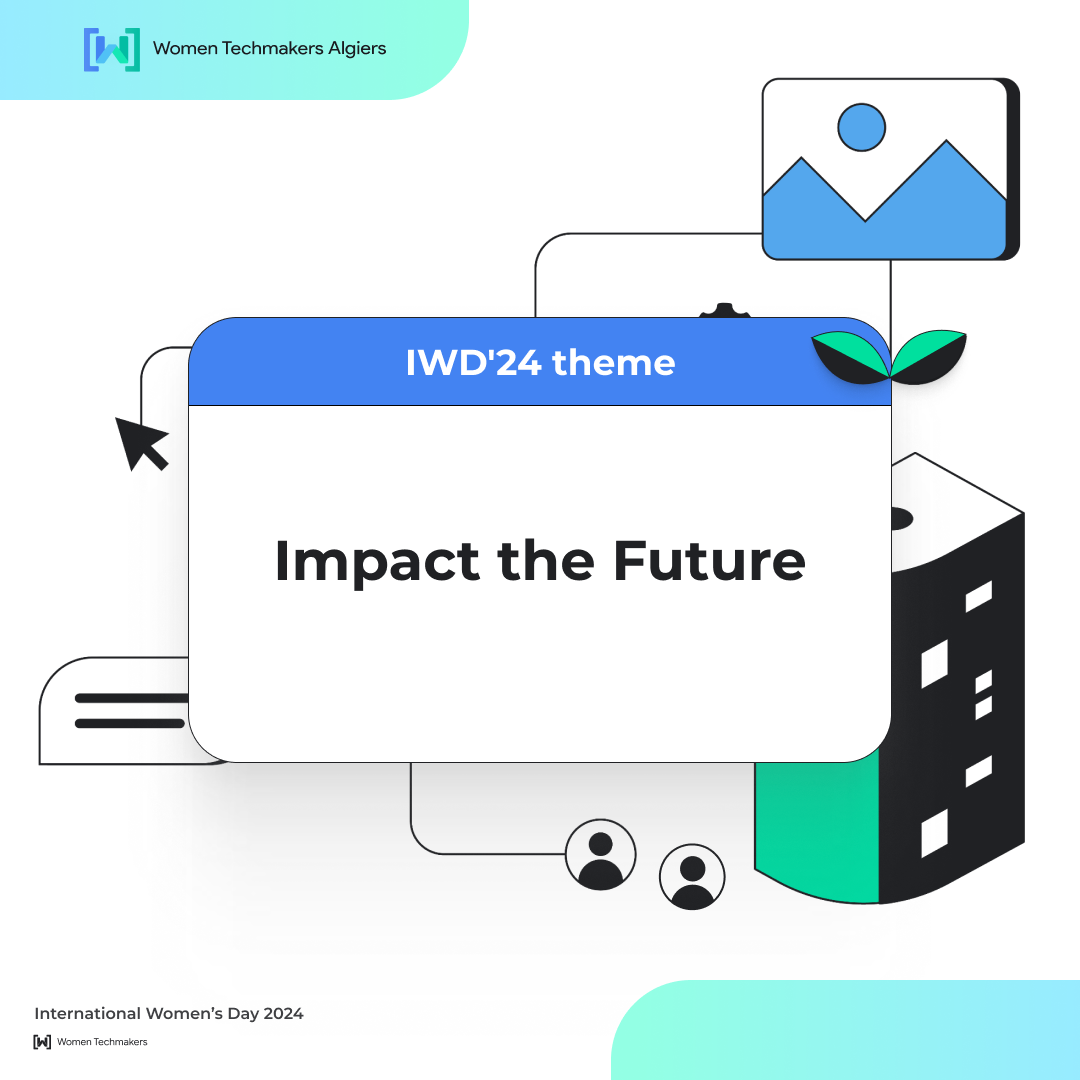 Women Techmakers Algiers
IWD'24 theme
Impact the Future
International Women’s Day 2024
Women Techmakers